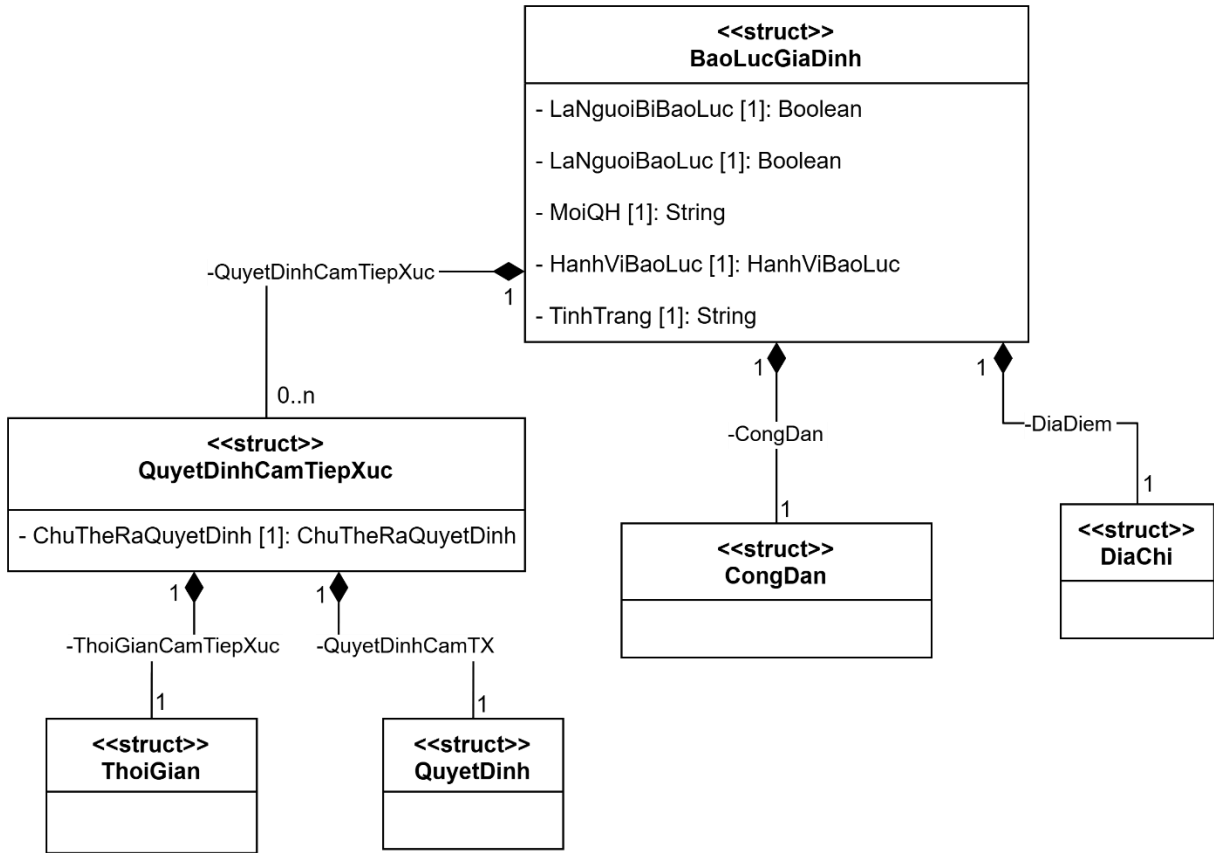 <<struct>>
BaoLucGiaDinh
- LaNguoiBiBaoLuc [1]: Boolean
- LaNguoiBaoLuc [1]: Boolean
- MoiQH [1]: String
- HanhViBaoLuc [1]: HanhViBaoLuc
- TinhTrang [1]: String
-QuyetDinhCamTiepXuc
1
0..n
1
-CongDan
1
1
-DiaDiem
1
<<struct>>
QuyetDinhCamTiepXuc
- ChuTheRaQuyetDinh [1]: ChuTheRaQuyetDinh
<<struct>>
CongDan
<<struct>>
DiaChi
1
-ThoiGianCamTiepXuc
1
1
-QuyetDinhCamTX
1
<<struct>>
ThoiGian
<<struct>>
QuyetDinh